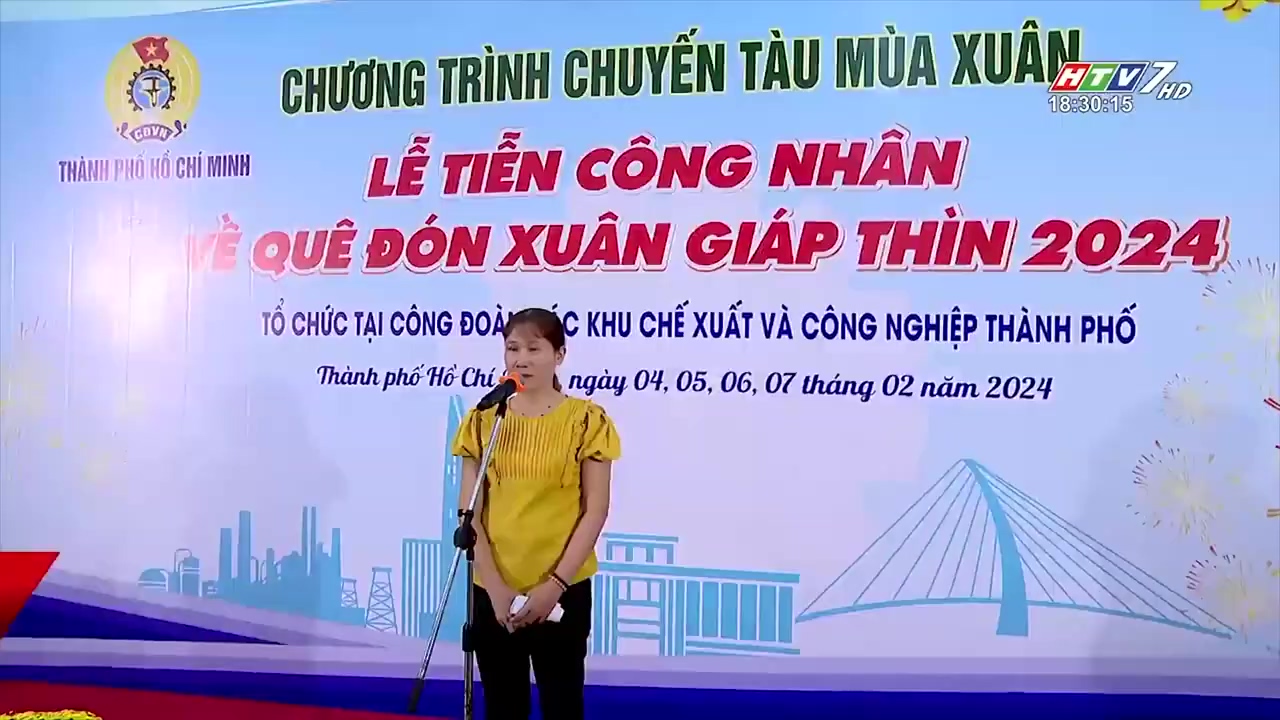 CHƯƠNG TRÌNH CHUYẾN TÀU MÙA XUÂN
HTV7 HD
18:30:15
CĐVN
THÀNH PHỐ HỒ CHÍ MINH
LỄ TIỄN CÔNG NHÂN
VỀ QUÊ ĐÓN XUÂN GIÁP THÌN 2024
TỔ CHỨC TẠI CÔNG ĐOÀN KHU CHẾ XUẤT VÀ CÔNG NGHIỆP THÀNH PHỐ
Thành phố Hồ Chí ngày 04, 05, 06, 07 tháng 02 năm 2024